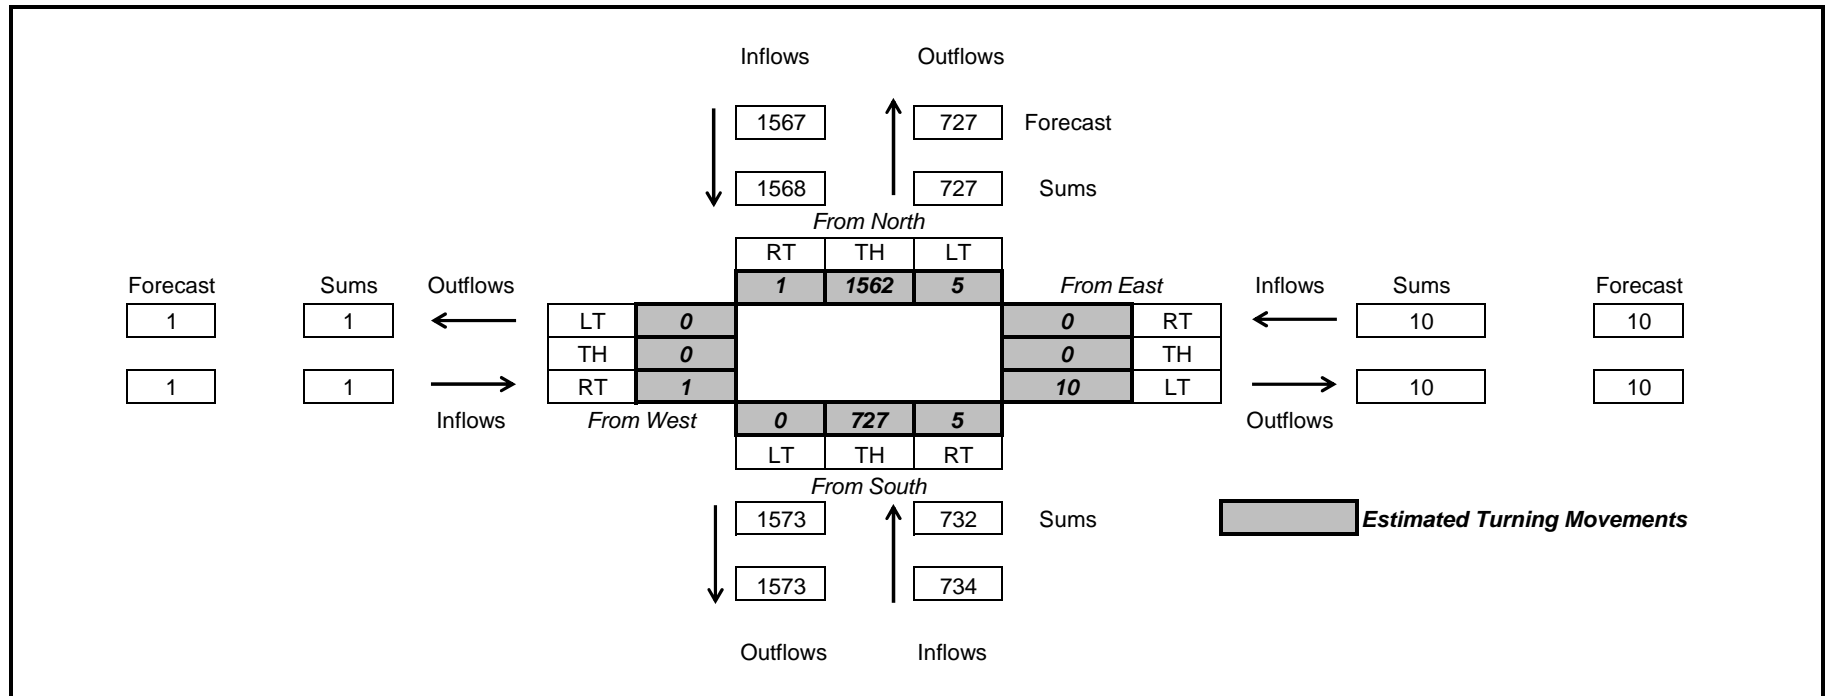 Inflows Outflows
1567 727 Forecast
1568 727 Sums
From North
RT TH LT
Forecast Sums Outflows 1 1562 5 From East Inflows Sums Forecast
1 1 LT 0 0 RT 10 10
TH 0 0 TH
1 1 RT 1 10 LT 10 10
Inflows From West 0 727 5 Outflows
LT TH RT
From South
1573 732 Sums Estimated Turning Movements
1573 734
Outflows Inflows